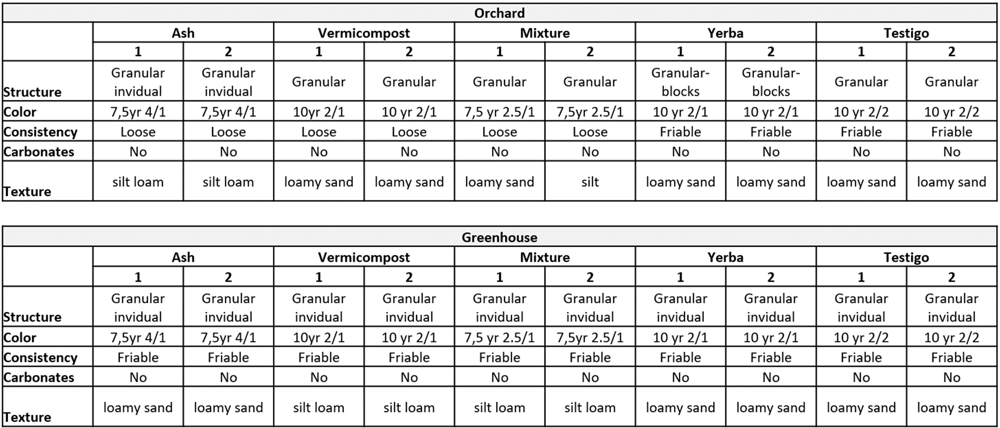 Orchard
Ash Vermicompost Mixture Yerba Testigo
1 2 1 2 1 2 1 2 1 2
Structure Granular invidual Granular invidual Granular Granular Granular Granular Granular-blocks Granular-blocks Granular Granular
Color 7,5yr 4/1 7,5yr 4/1 10yr 2/1 10 yr 2/1 7,5 yr 2.5/1 7,5yr 2.5/1 10 yr 2/1 10 yr 2/1 10 yr 2/2 10 yr 2/2
Consistency Loose Loose Loose Loose Loose Loose Friable Friable Friable Friable
Carbonates No No No No No No No No No No
Texture silt loam silt loam loamy sand loamy sand loamy sand silt loamy sand loamy sand loamy sand loamy sand
Greenhouse
Ash Vermicompost Mixture Yerba Testigo
1 2 1 2 1 2 1 2 1 2
Structure Granular invidual Granular invidual Granular invidual Granular invidual Granular invidual Granular invidual Granular invidual Granular invidual Granular invidual Granular invidual
Color 7,5yr 4/1 7,5yr 4/1 10yr 2/1 10 yr 2/1 7,5 yr 2.5/1 7,5yr 2.5/1 10 yr 2/1 10 yr 2/1 10 yr 2/2 10 yr 2/2
Consistency Friable Friable Friable Friable Friable Friable Friable Friable Friable Friable
Carbonates No No No No No No No No No No
Texture loamy sand loamy sand silt loam silt loam silt loam silt loam loamy sand loamy sand loamy sand loamy sand